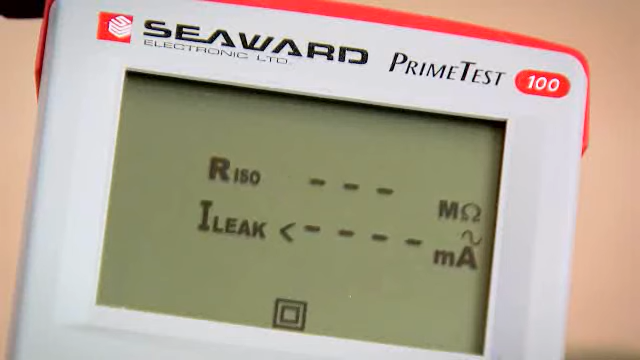 SEAWARD
ELECTRONIC LTD.
PRIMETEST 100
RISO --- MΩ
ILEAK <---- mA